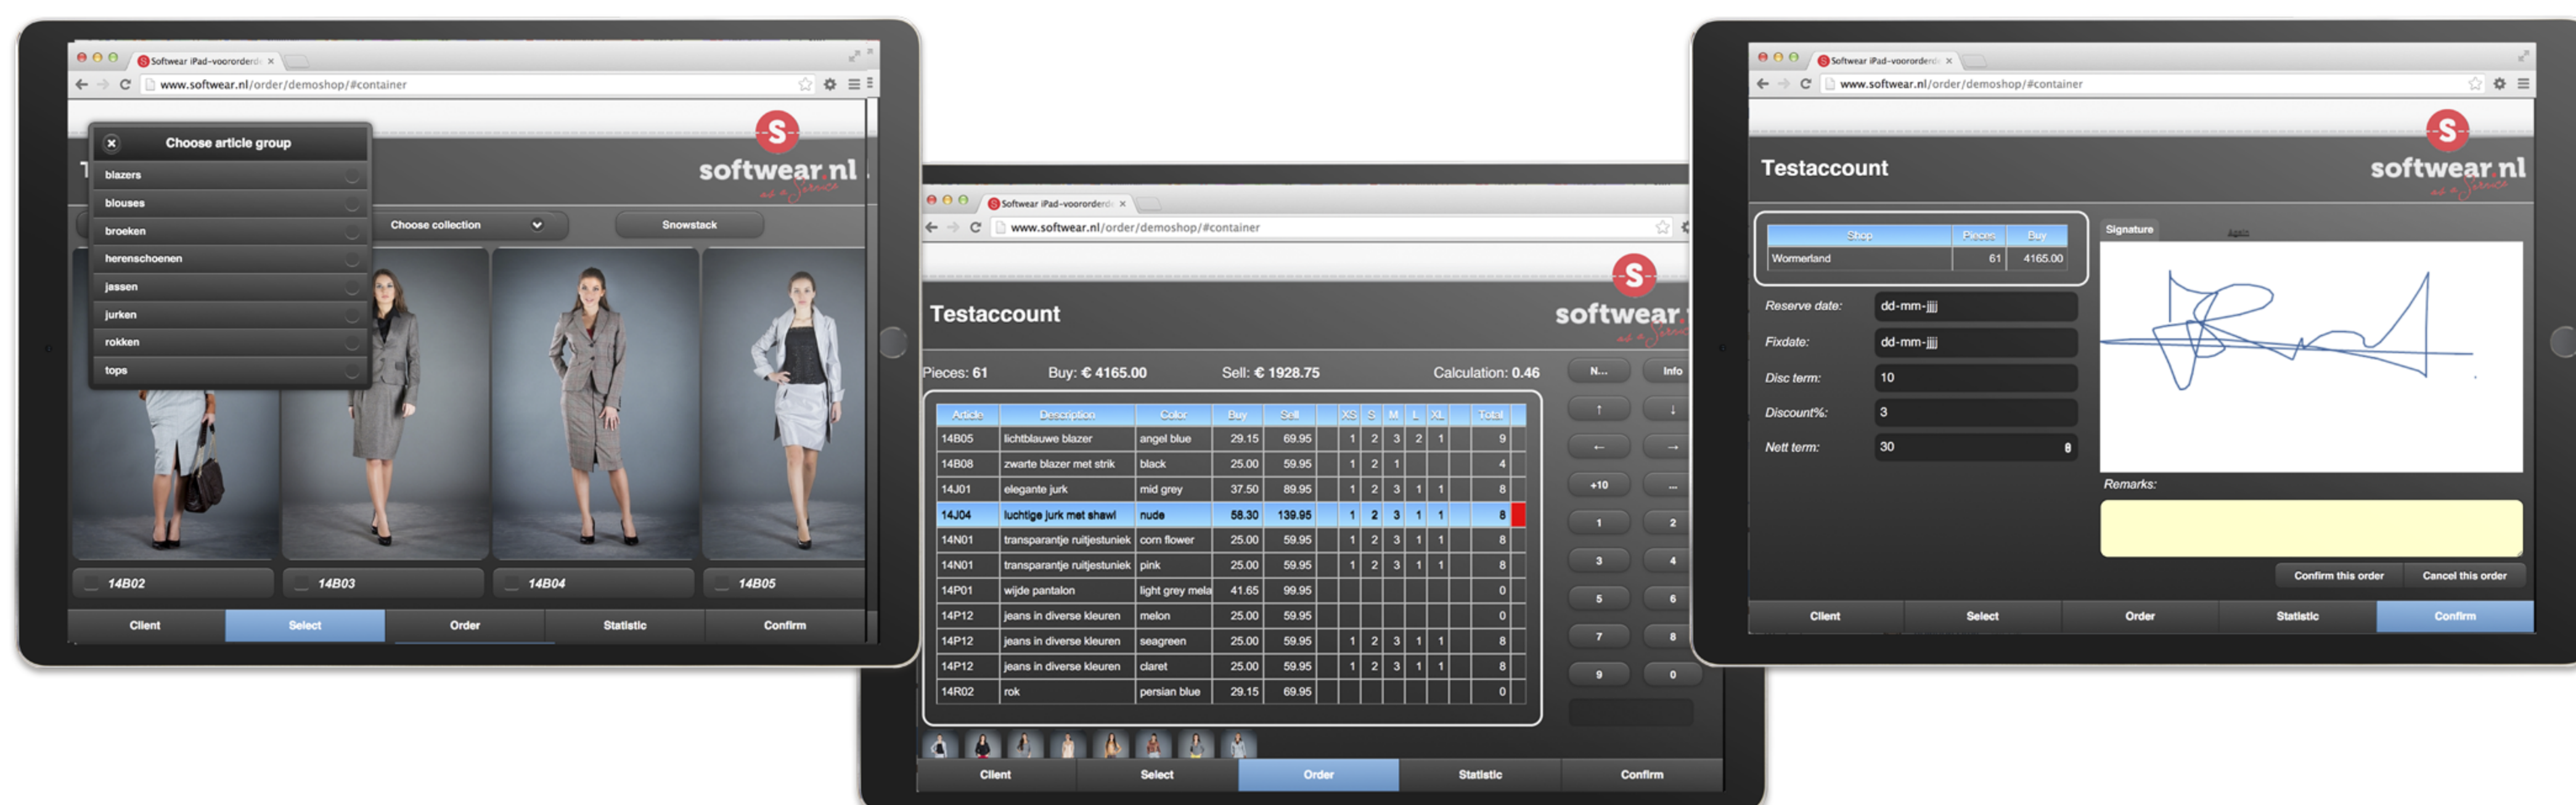 Softwear iPad-voororderd
www.softwear.nl/order/demoshop/#container
Choose article group
blazers
blouses
broeken
herenschoenen
jassen
jurken
rokken
tops
S
softwear.nl
as a Service
Choose collection
Snowstack
14B02 14B03 14B04 14B05
Client Select Order Statistic Confirm
Softwear iPad-voororderd
www.softwear.nl/order/demoshop/#container
S
Testaccount
softwear.
Pieces: 61 Buy: € 4165.00 Sell: € 1928.75 Calculation: 0.46
Article Description Color Buy Sell XS S M L XL Total
14B05 lichtblauwe blazer angel blue 29.15 69.95 1 2 3 2 1 9
14B08 zwarte blazer met strik black 25.00 59.95 1 2 1 4
14J01 elegante jurk mid grey 37.50 89.95 1 2 3 1 1 8
14J04 luchtige jurk met shawl nude 58.30 139.95 1 2 3 1 1 8
14N01 transparantje ruitjestuniek corn flower 25.00 59.95 1 2 3 1 1 8
14N01 transparantje ruitjestuniek pink 25.00 59.95 1 2 3 1 1 8
14P01 wijde pantalon light grey mela 41.65 99.95 0
14P12 jeans in diverse kleuren melon 25.00 59.95 0
14P12 jeans in diverse kleuren seagreen 25.00 59.95 1 2 3 1 1 8
14P12 jeans in diverse kleuren claret 25.00 59.95 1 2 3 1 1 8
14R02 rok persian blue 29.15 69.95 0
N... Info
↑ ↓
← →
+10 ...
1 2
3 4
5 6
7 8
9 0
Client Select Order Statistic Confirm
Softwear iPad-voororderd
www.softwear.nl/order/demoshop/#container
S
Testaccount
softwear.nl
as a Service
Shop Pieces Buy
Wormerland 61 4165.00
Reserve date: dd-mm-jjjj
Fixdate: dd-mm-jjjj
Disc term: 10
Discount%: 3
Nett term: 30
Signature Again
Remarks:
Confirm this order Cancel this order
Client Select Order Statistic Confirm